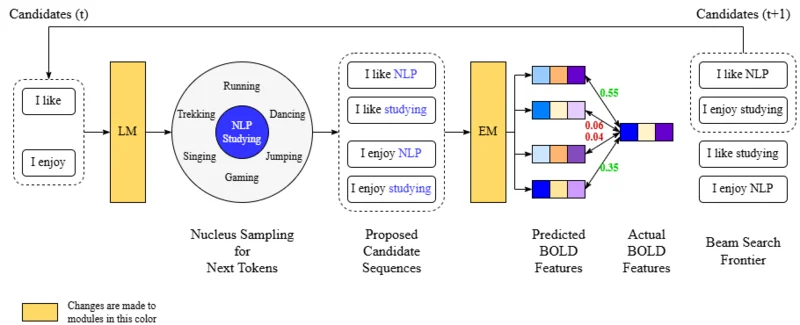 Candidates (t)
Candidates (t+1)
I like
I enjoy
LM
Running
Trekking
Dancing
NLP
Studying
Singing
Jumping
Gaming
I like NLP
I like studying
I enjoy NLP
I enjoy studying
EM
0.55
0.06
0.04
0.35
I like NLP
I enjoy studying
I like studying
I enjoy NLP
Nucleus Sampling
for
Next Tokens
Proposed
Candidate
Sequences
Predicted
BOLD
Features
Actual
BOLD
Features
Beam Search
Frontier
Changes are made to
modules in this color